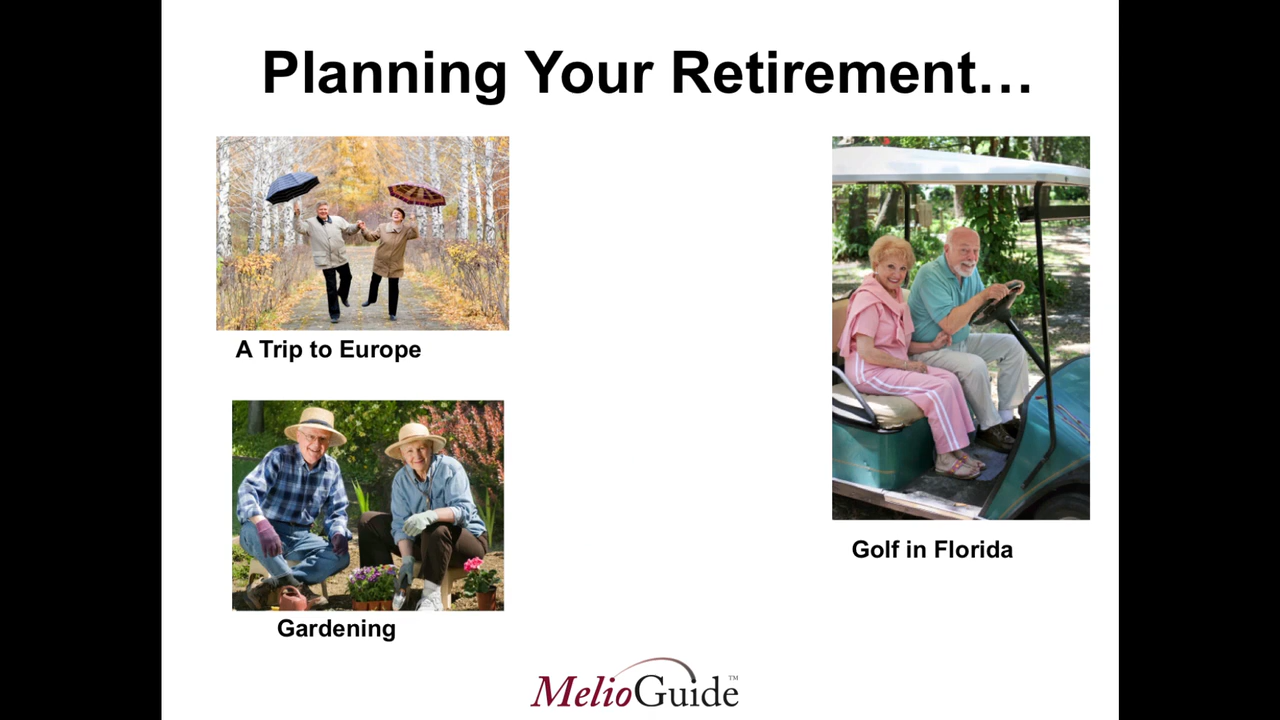 Planning Your Retirement…
A Trip to Europe
Golf in Florida
Gardening
MelioGuide™